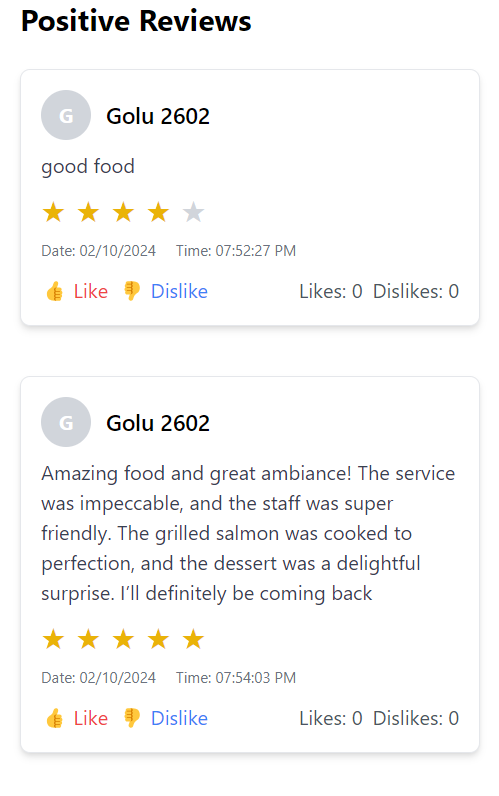 Positive Reviews
G
Golu 2602
good food
Date: 02/10/2024 Time: 07:52:27 PM
👍 Like 👎 Dislike Likes: 0 Dislikes: 0
G
Golu 2602
Amazing food and great ambiance! The service
was impeccable, and the staff was super
friendly. The grilled salmon was cooked to
perfection, and the dessert was a delightful
surprise. I’ll definitely be coming back
Date: 02/10/2024 Time: 07:54:03 PM
👍 Like 👎 Dislike Likes: 0 Dislikes: 0